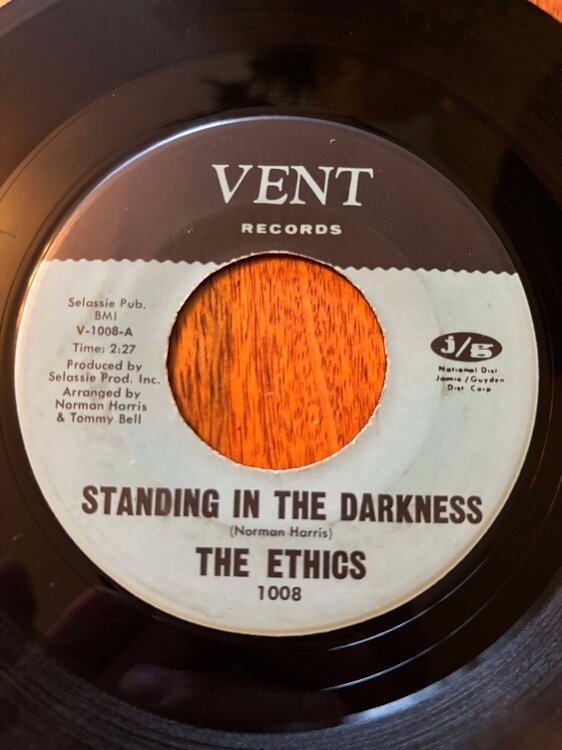 VENT
RECORDS
Selassie Pub.
BMI
V-1008-A
Time: 2:27
Produced by
Selassie Prod. Inc.
Arranged by
Norman Harris
& Tommy Bell
j/g
National Dist
Jamie/Guyden
Dist Corp
STANDING IN THE DARKNESS
(Norman Harris)
THE ETHICS
1008